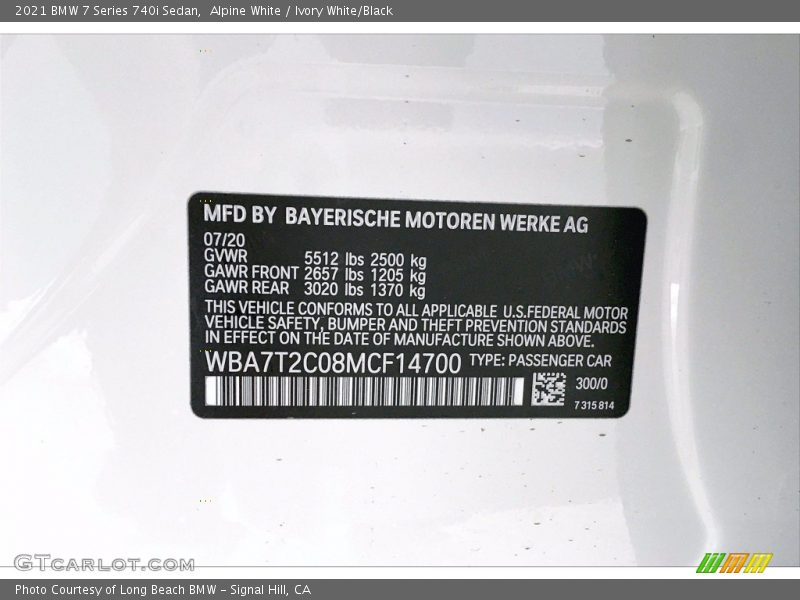 2021 BMW 7 Series 740i Sedan, Alpine White / Ivory White/Black
MFD BY BAYERISCHE MOTOREN WERKE AG
07/20
GVWR 5512 lbs 2500 kg
GAWR FRONT 2657 lbs 1205 kg
GAWR REAR 3020 lbs 1370 kg
THIS VEHICLE CONFORMS TO ALL APPLICABLE U.S.FEDERAL MOTOR
VEHICLE SAFETY, BUMPER AND THEFT PREVENTION STANDARDS
IN EFFECT ON THE DATE OF MANUFACTURE SHOWN ABOVE.
WBA7T2C08MCF14700 TYPE: PASSENGER CAR
300/0
7 315 814
GTcarlot.com
Photo Courtesy of Long Beach BMW - Signal Hill, CA